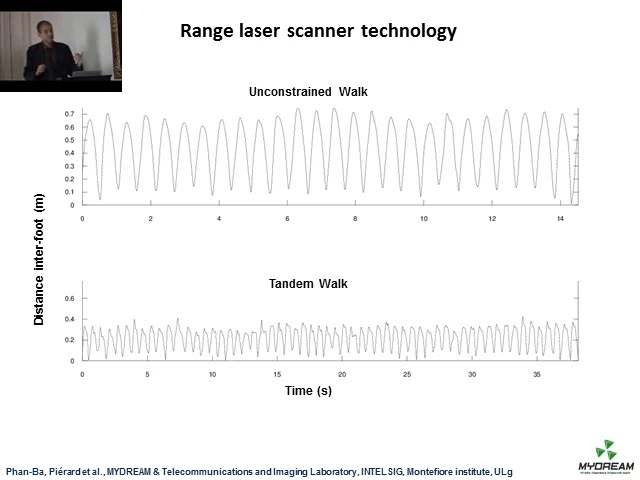 Range laser scanner technology
Unconstrained Walk
0.7
0.6
0.5
0.4
0.3
0.2
0.1
0
0 2 4 6 8 10 12 14
Distance inter-foot (m)
Tandem Walk
0.6
0.4
0.2
0
0 5 10 15 20 25 30 35
Time (s)
Phan-Ba, Piérard et al., MYDREAM & Telecommunications and Imaging Laboratory, INTELSIG, Montefiore institute, ULg
MYDREAM